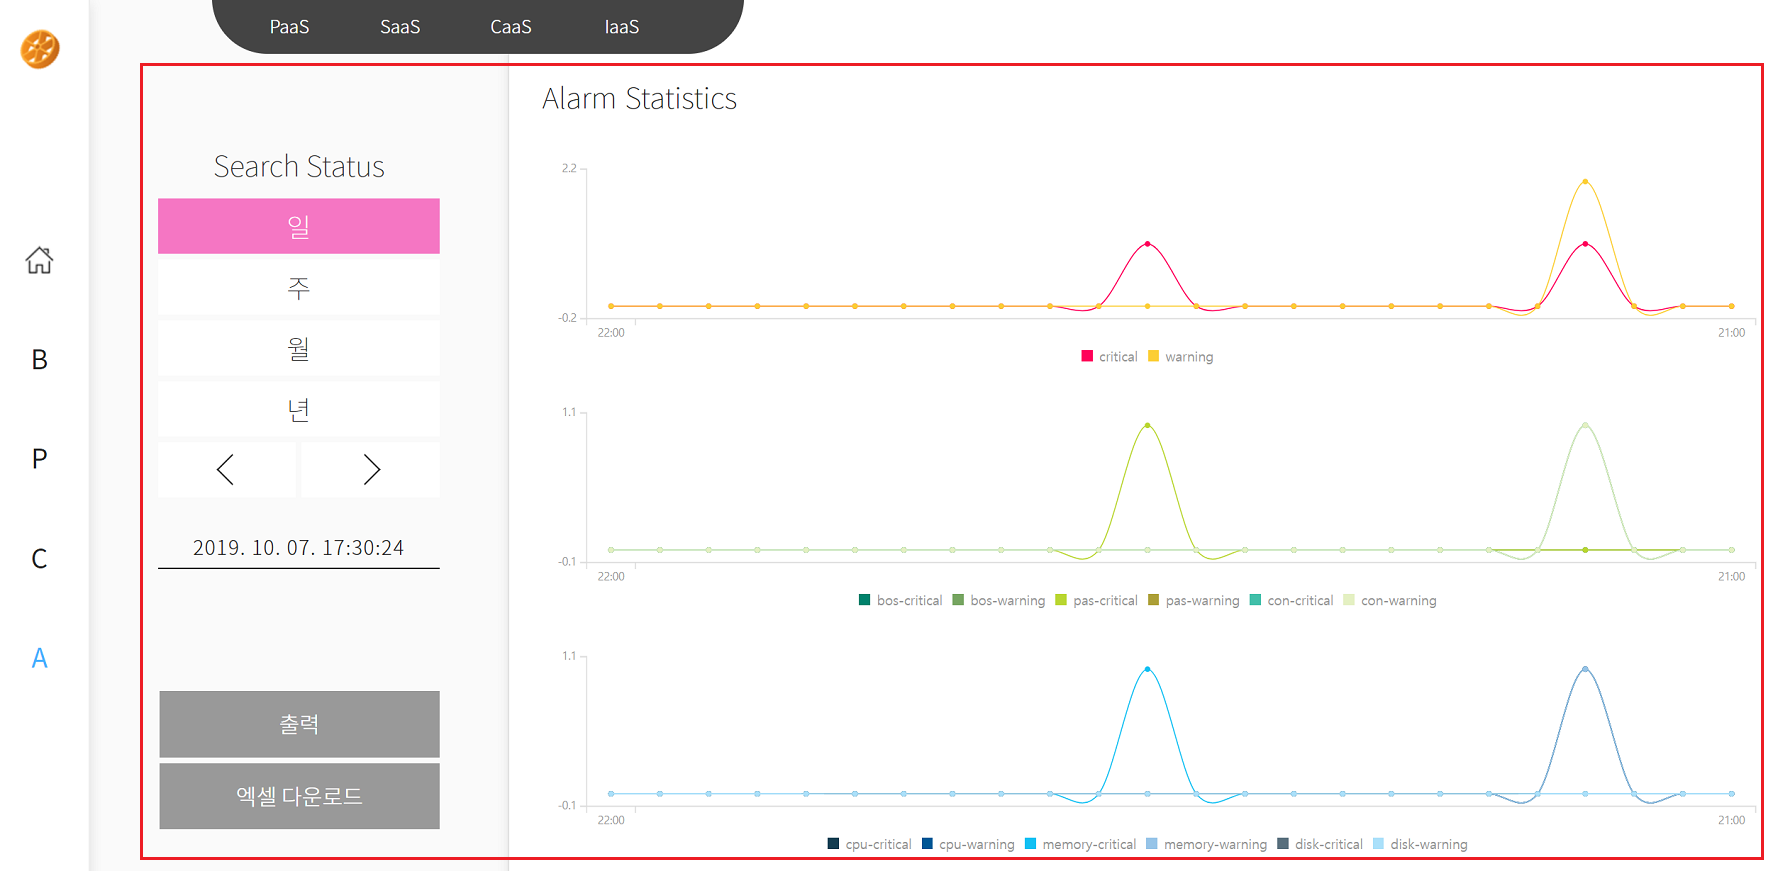 PaaS SaaS CaaS IaaS
B
P
C
A
Search Status
일
주
월
년
2019. 10. 07. 17:30:24
출력
엑셀 다운로드
Alarm Statistics
2.2
-0.2
22:00 21:00
critical warning
1.1
-0.1
22:00 21:00
bos-critical bos-warning pas-critical pas-warning con-critical con-warning
1.1
-0.1
22:00 21:00
cpu-critical cpu-warning memory-critical memory-warning disk-critical disk-warning